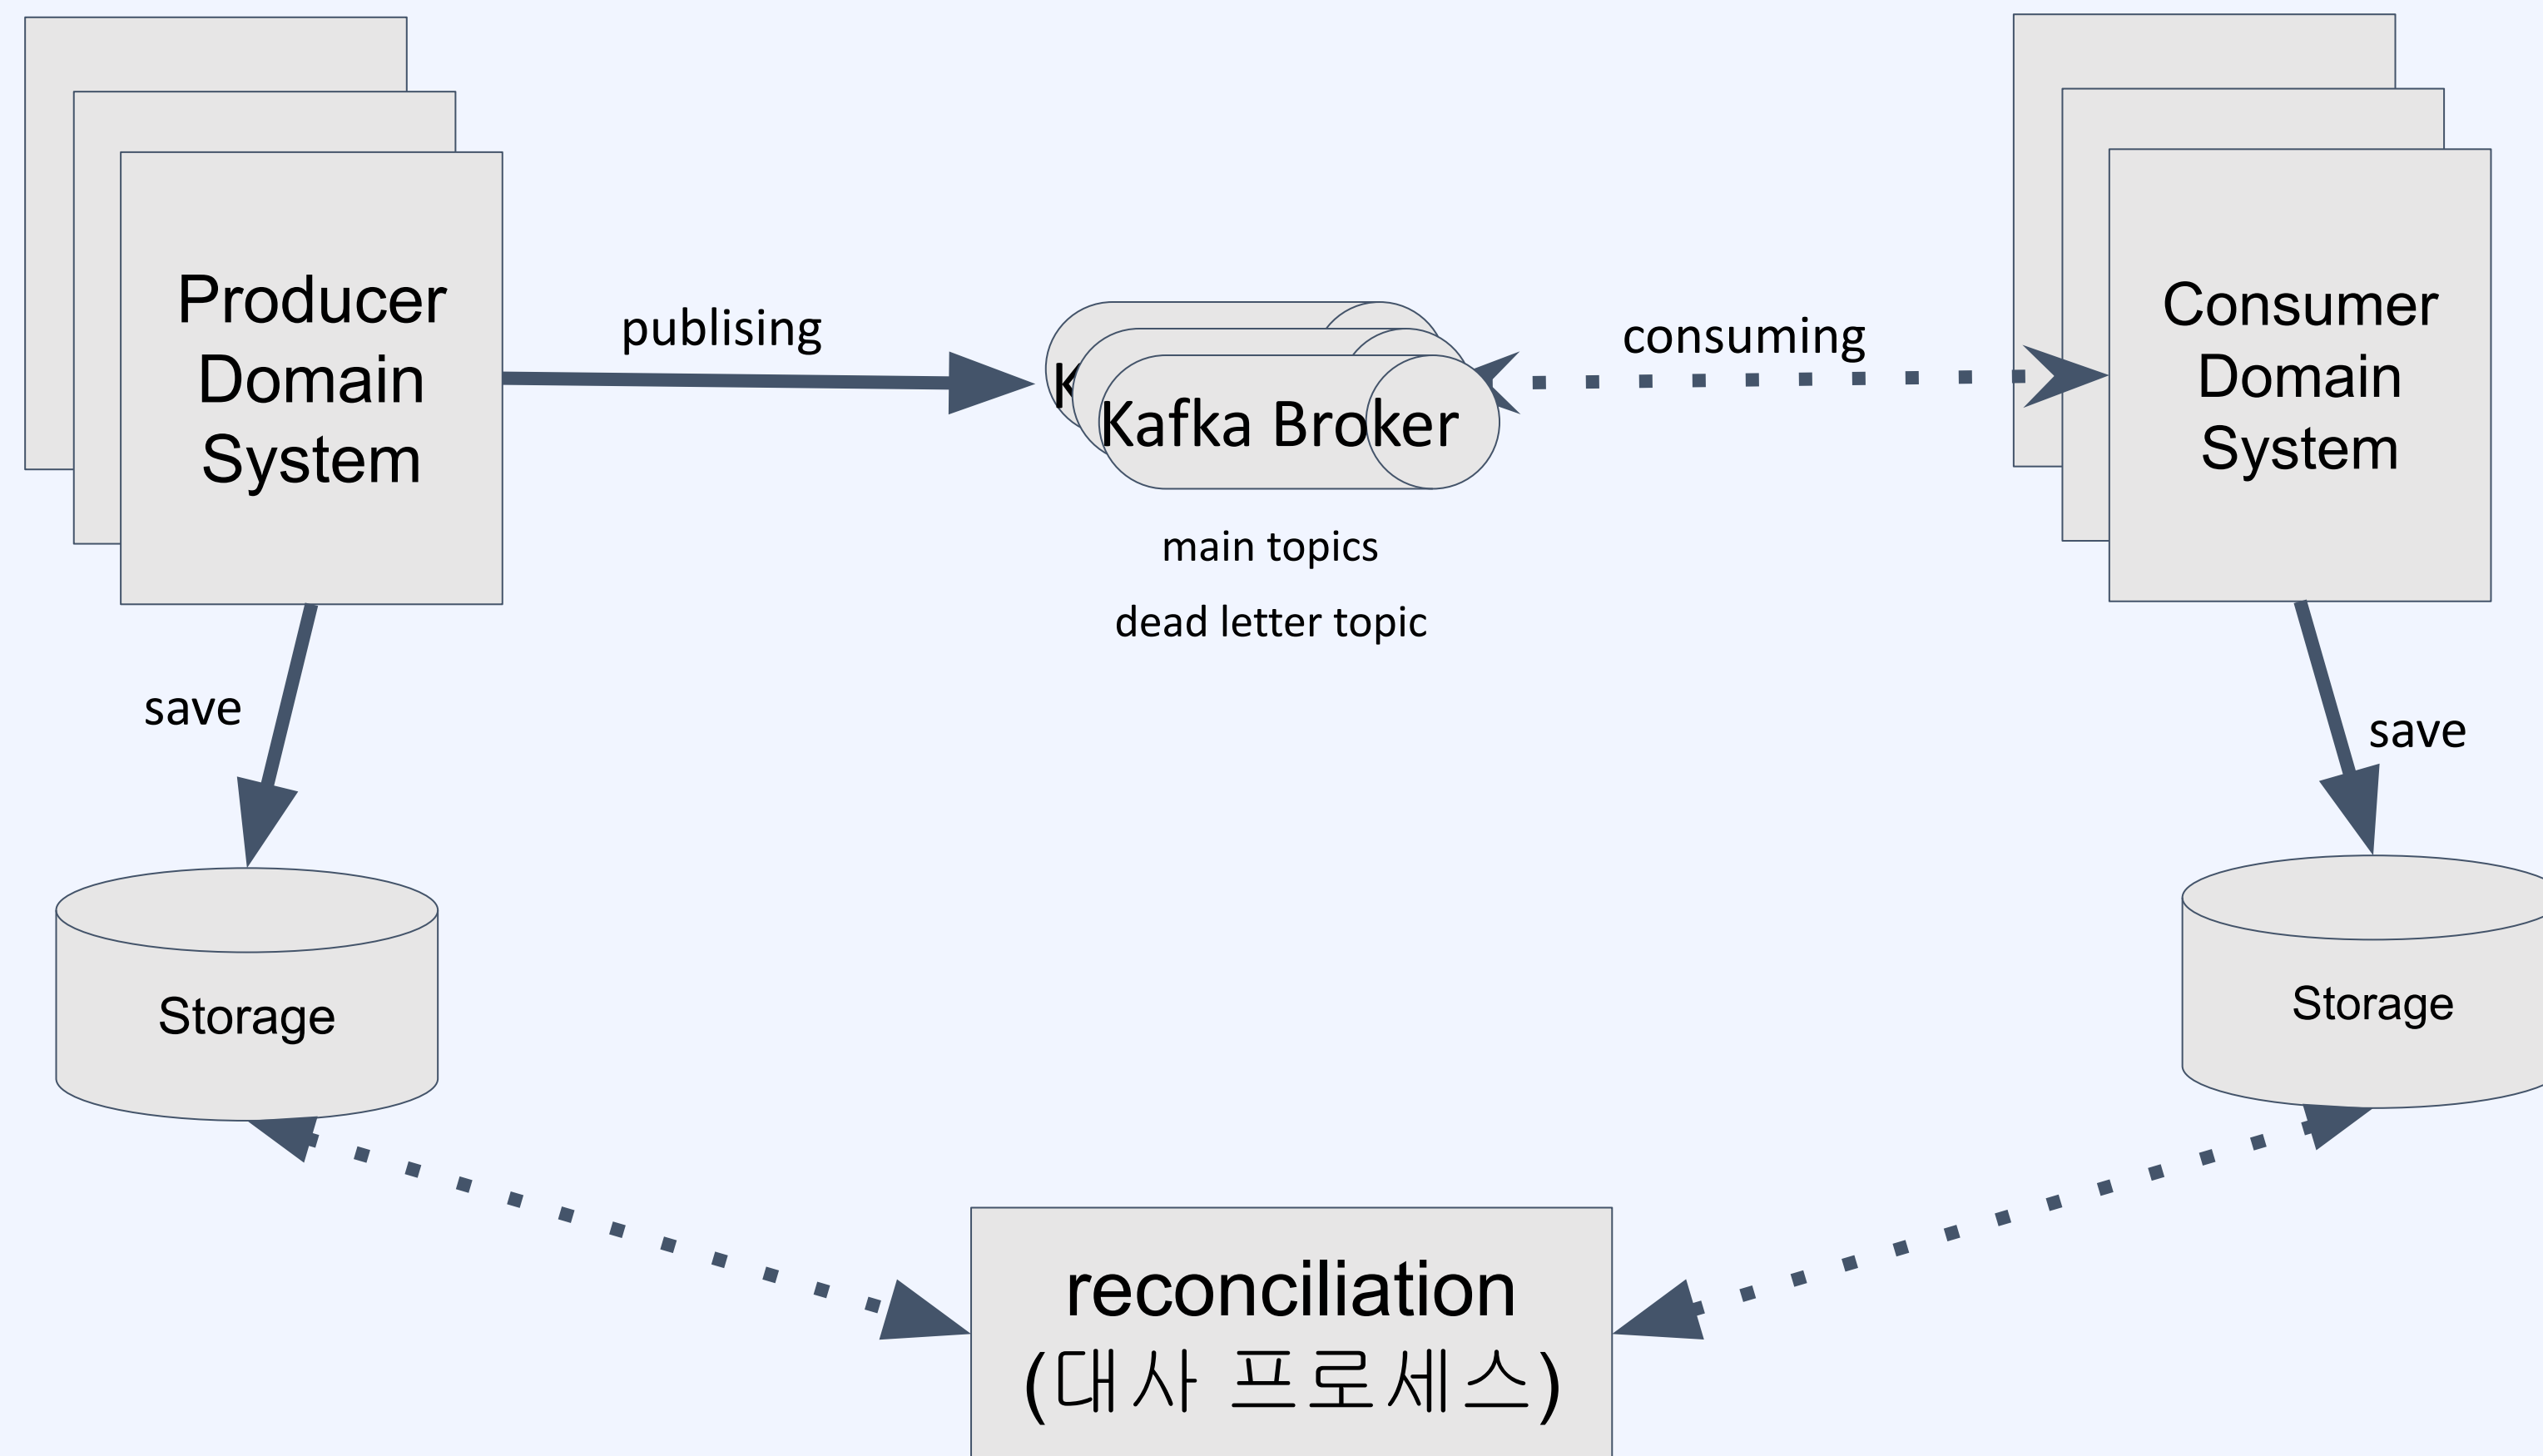 Producer
Domain
System
publising
K
Kafka Broker
main topics
dead letter topic
consuming
Consumer
Domain
System
save
save
Storage
Storage
reconciliation
(대사 프로세스)